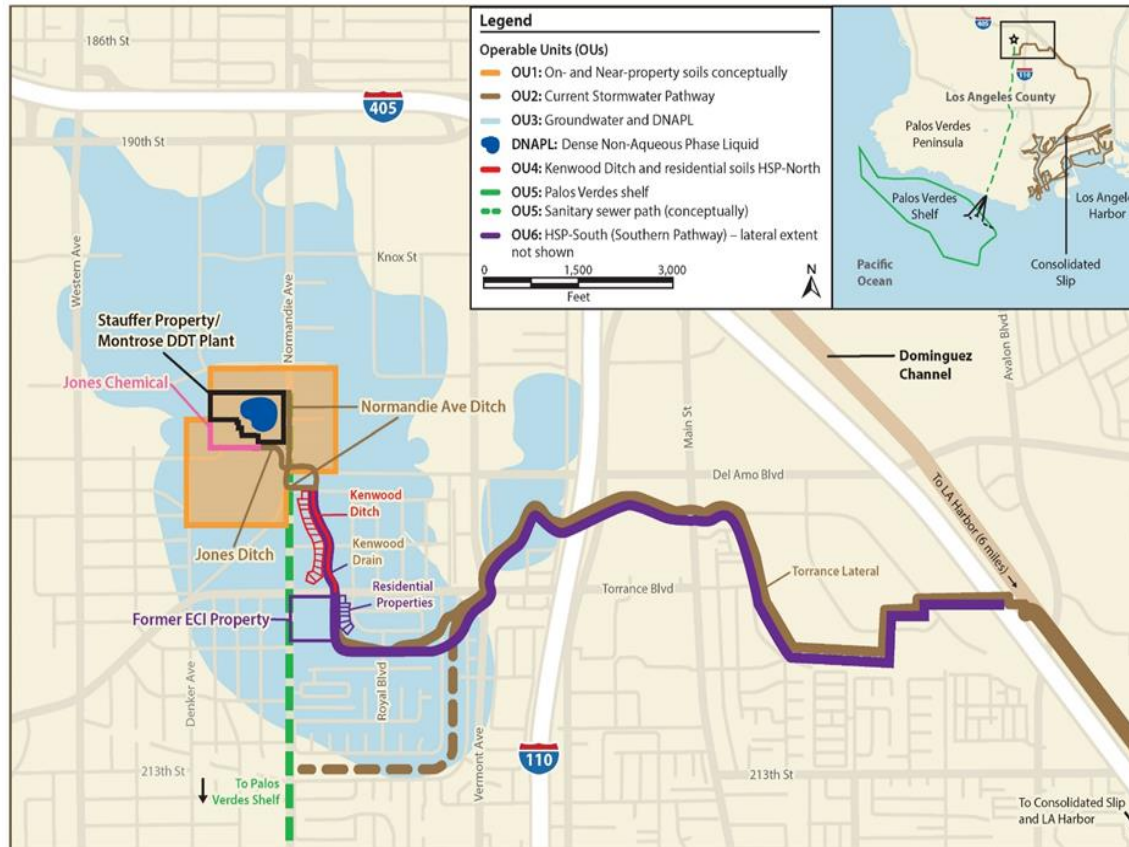 Legend
Operable Units (OUs)
OU1: On- and Near-property soils conceptually
OU2: Current Stormwater Pathway
OU3: Groundwater and DNAPL
DNAPL: Dense Non-Aqueous Phase Liquid
OU4: Kenwood Ditch and residential soils HSP-North
OU5: Palos Verdes shelf
OU5: Sanitary sewer path (conceptually)
OU6: HSP-South (Southern Pathway) – lateral extent
not shown
0 1,500 3,000
Feet
N
405
110
Los Angeles County
Palos Verdes
Peninsula
Palos Verdes
Shelf
Los Angeles
Harbor
Pacific
Ocean
Consolidated
Slip
186th St
405
190th St
Western Ave
Normandie Ave
Knox St
Stauffer Property/
Montrose DDT Plant
Jones Chemical
Normandie Ave Ditch
Main St
Dominguez
Channel
Avalon Blvd
Del Amo Blvd
To LA Harbor (6 miles)
Kenwood
Ditch
Jones Ditch
Kenwood
Drain
Torrance Lateral
Residential
Properties
Torrance Blvd
Former ECI Property
Denker Ave
Royal Blvd
Vermont Ave
110
213th St
213th St
To Palos
Verdes Shelf
To Consolidated Slip
and LA Harbor